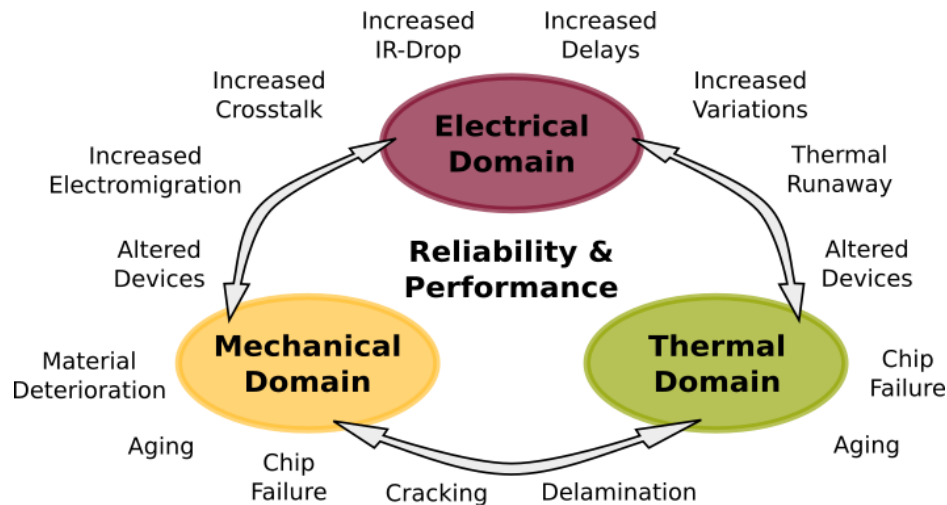 Increased
IR-Drop
Increased
Delays
Increased
Crosstalk
Increased
Variations
Electrical
Domain
Increased
Electromigration
Thermal
Runaway
Altered
Devices
Reliability &
Performance
Altered
Devices
Mechanical
Domain
Thermal
Domain
Material
Deterioration
Chip
Failure
Aging
Aging
Chip
Failure
Cracking
Delamination